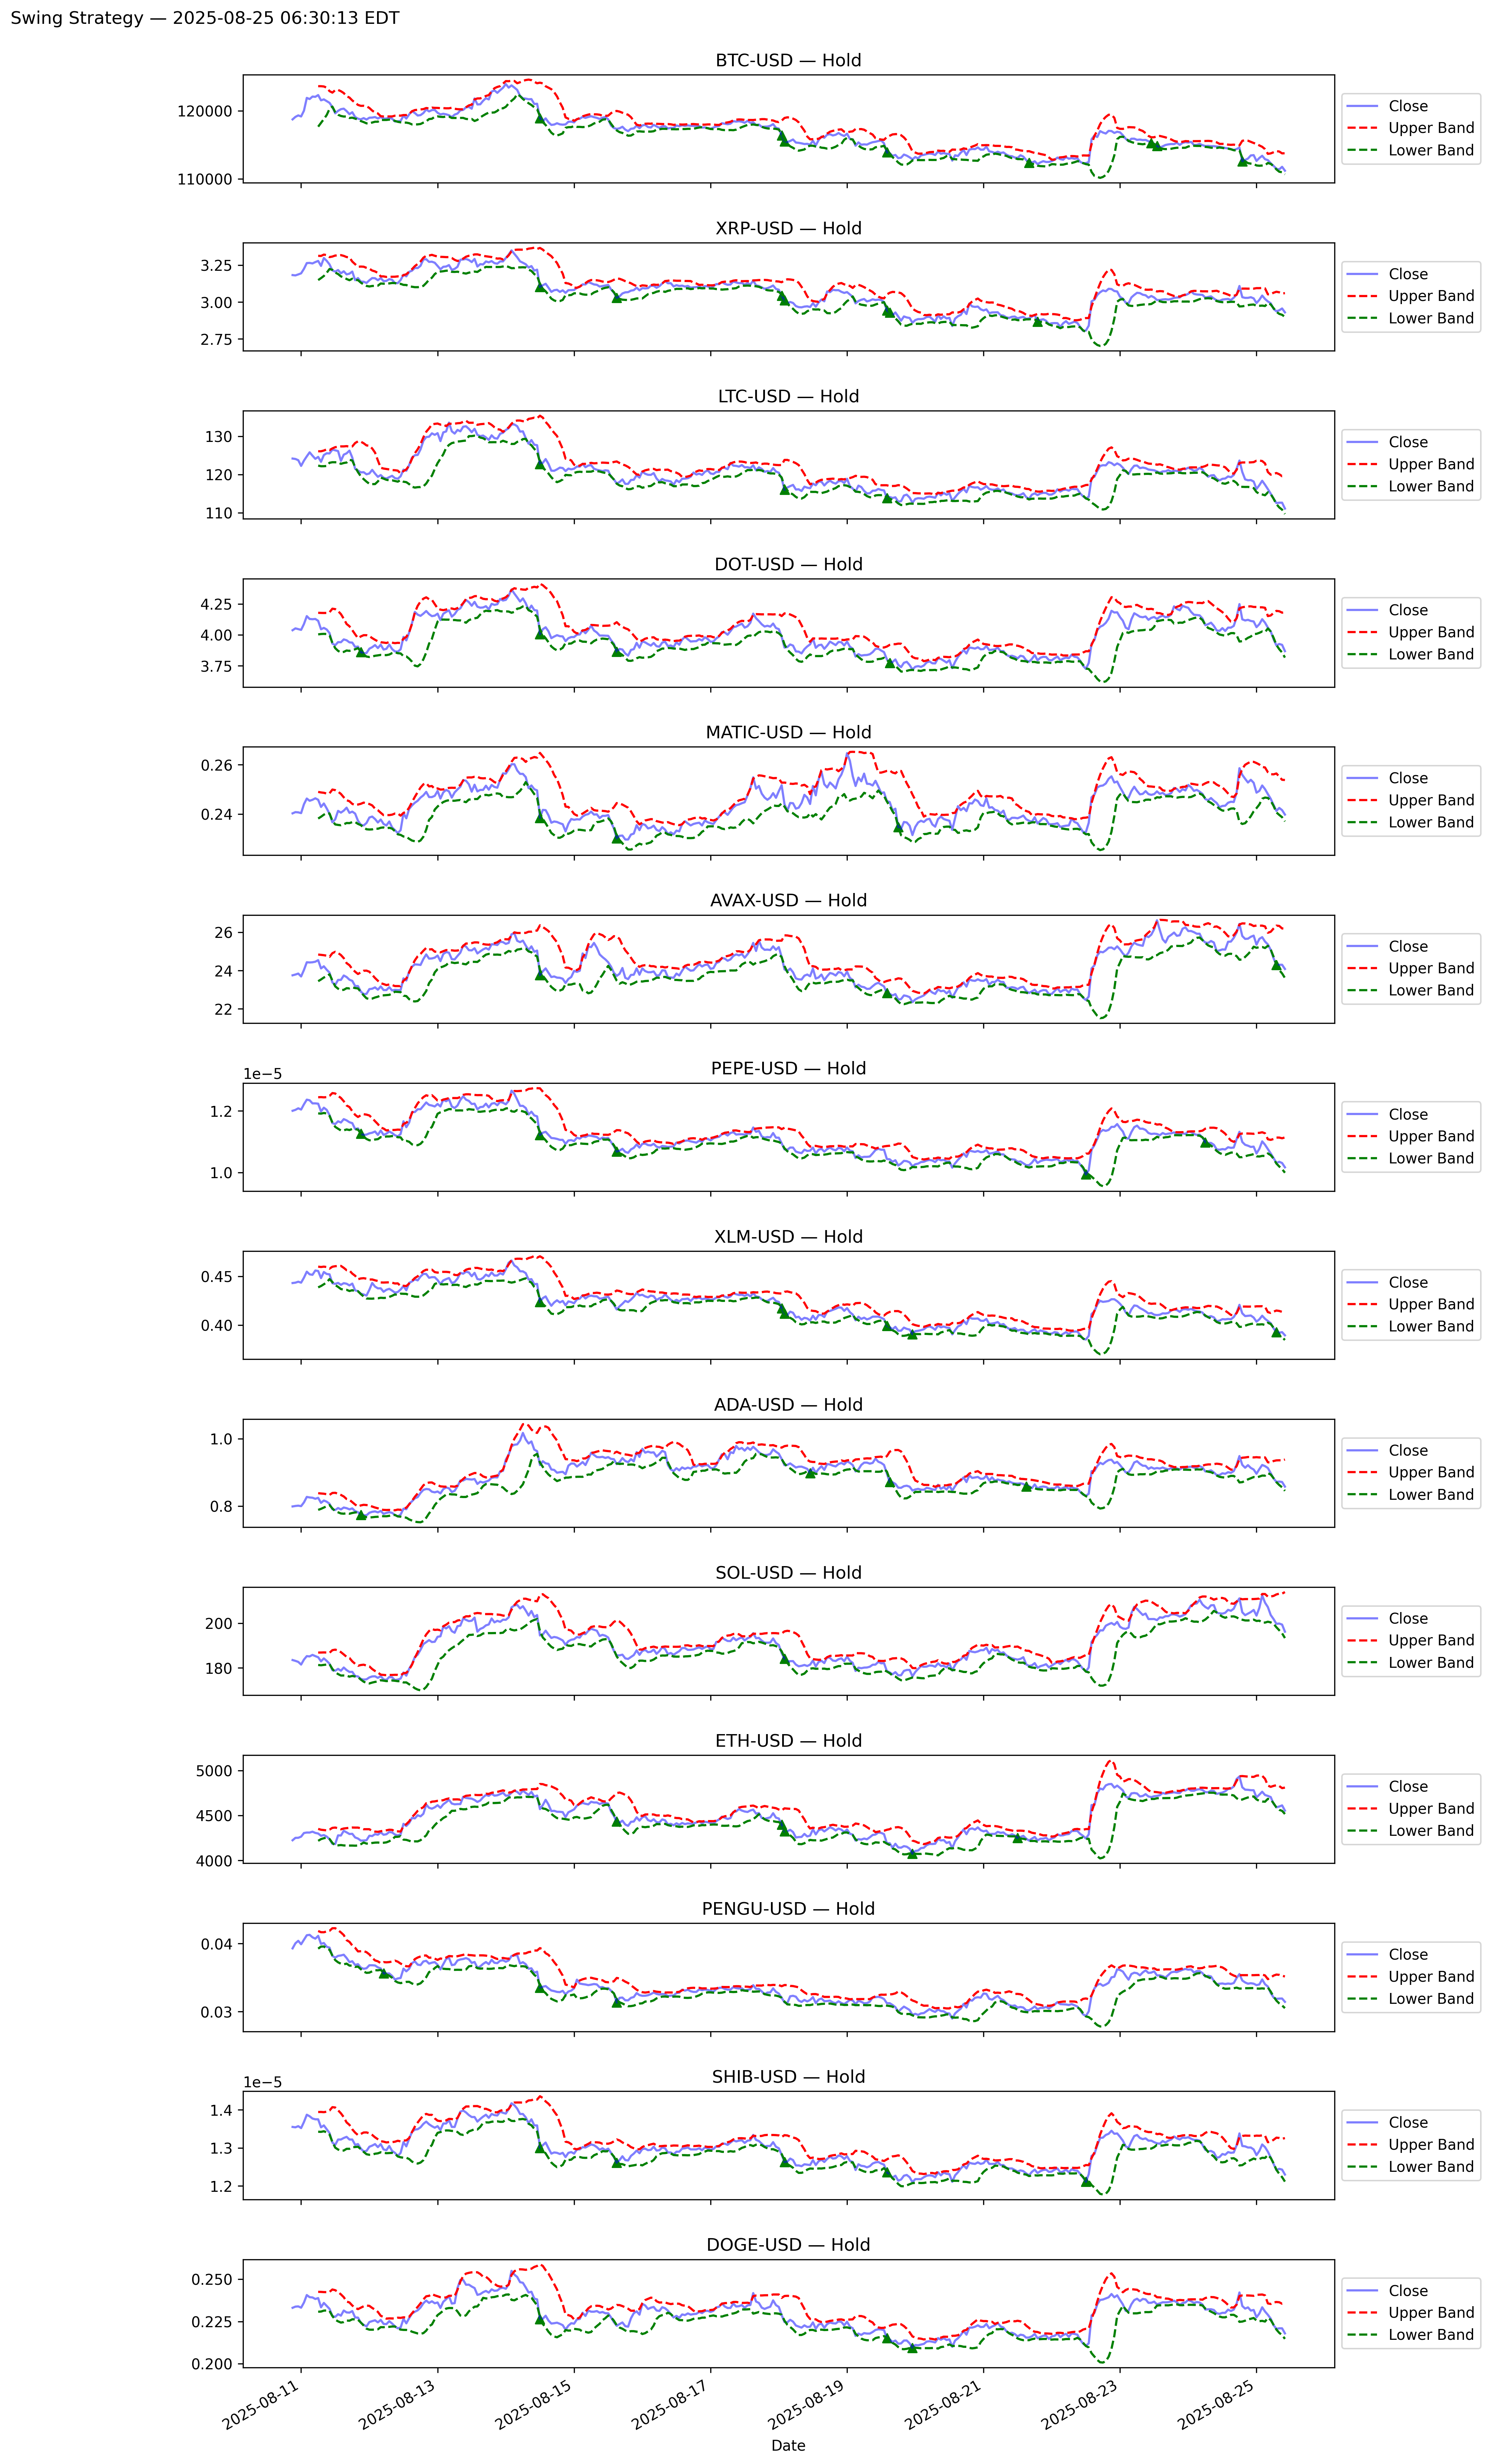 Swing Strategy — 2025-08-25 06:30:13 EDT
BTC-USD — Hold
120000
110000
Close
Upper Band
Lower Band
XRP-USD — Hold
3.25
3.00
2.75
Close
Upper Band
Lower Band
LTC-USD — Hold
130
120
110
Close
Upper Band
Lower Band
DOT-USD — Hold
4.25
4.00
3.75
Close
Upper Band
Lower Band
MATIC-USD — Hold
0.26
0.24
Close
Upper Band
Lower Band
AVAX-USD — Hold
26
24
22
Close
Upper Band
Lower Band
PEPE-USD — Hold
1e−5
1.2
1.0
Close
Upper Band
Lower Band
XLM-USD — Hold
0.45
0.40
Close
Upper Band
Lower Band
ADA-USD — Hold
1.0
0.8
Close
Upper Band
Lower Band
SOL-USD — Hold
200
180
Close
Upper Band
Lower Band
ETH-USD — Hold
5000
4500
4000
Close
Upper Band
Lower Band
PENGU-USD — Hold
0.04
0.03
Close
Upper Band
Lower Band
SHIB-USD — Hold
1e−5
1.4
1.3
1.2
Close
Upper Band
Lower Band
DOGE-USD — Hold
0.250
0.225
0.200
Close
Upper Band
Lower Band
2025-08-11
2025-08-13
2025-08-15
2025-08-17
2025-08-19
2025-08-21
2025-08-23
2025-08-25
Date